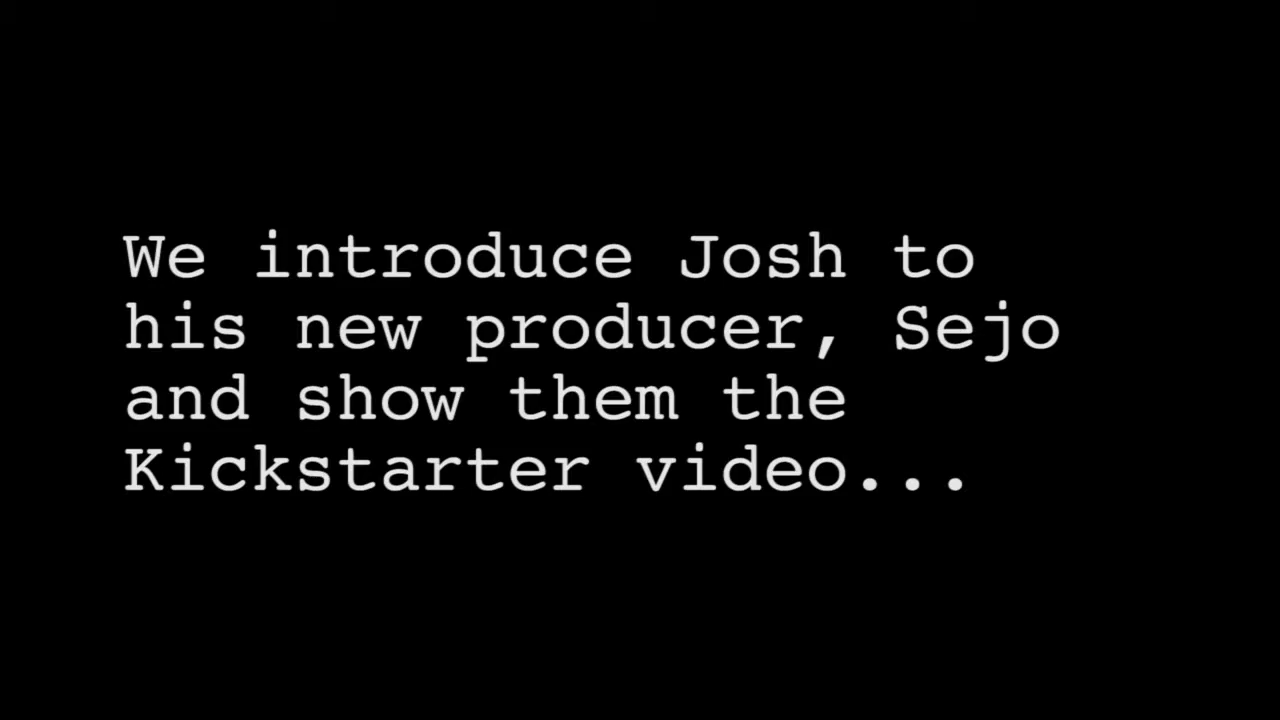 We introduce Josh to
his new producer, Sejo
and show them the
Kickstarter video...